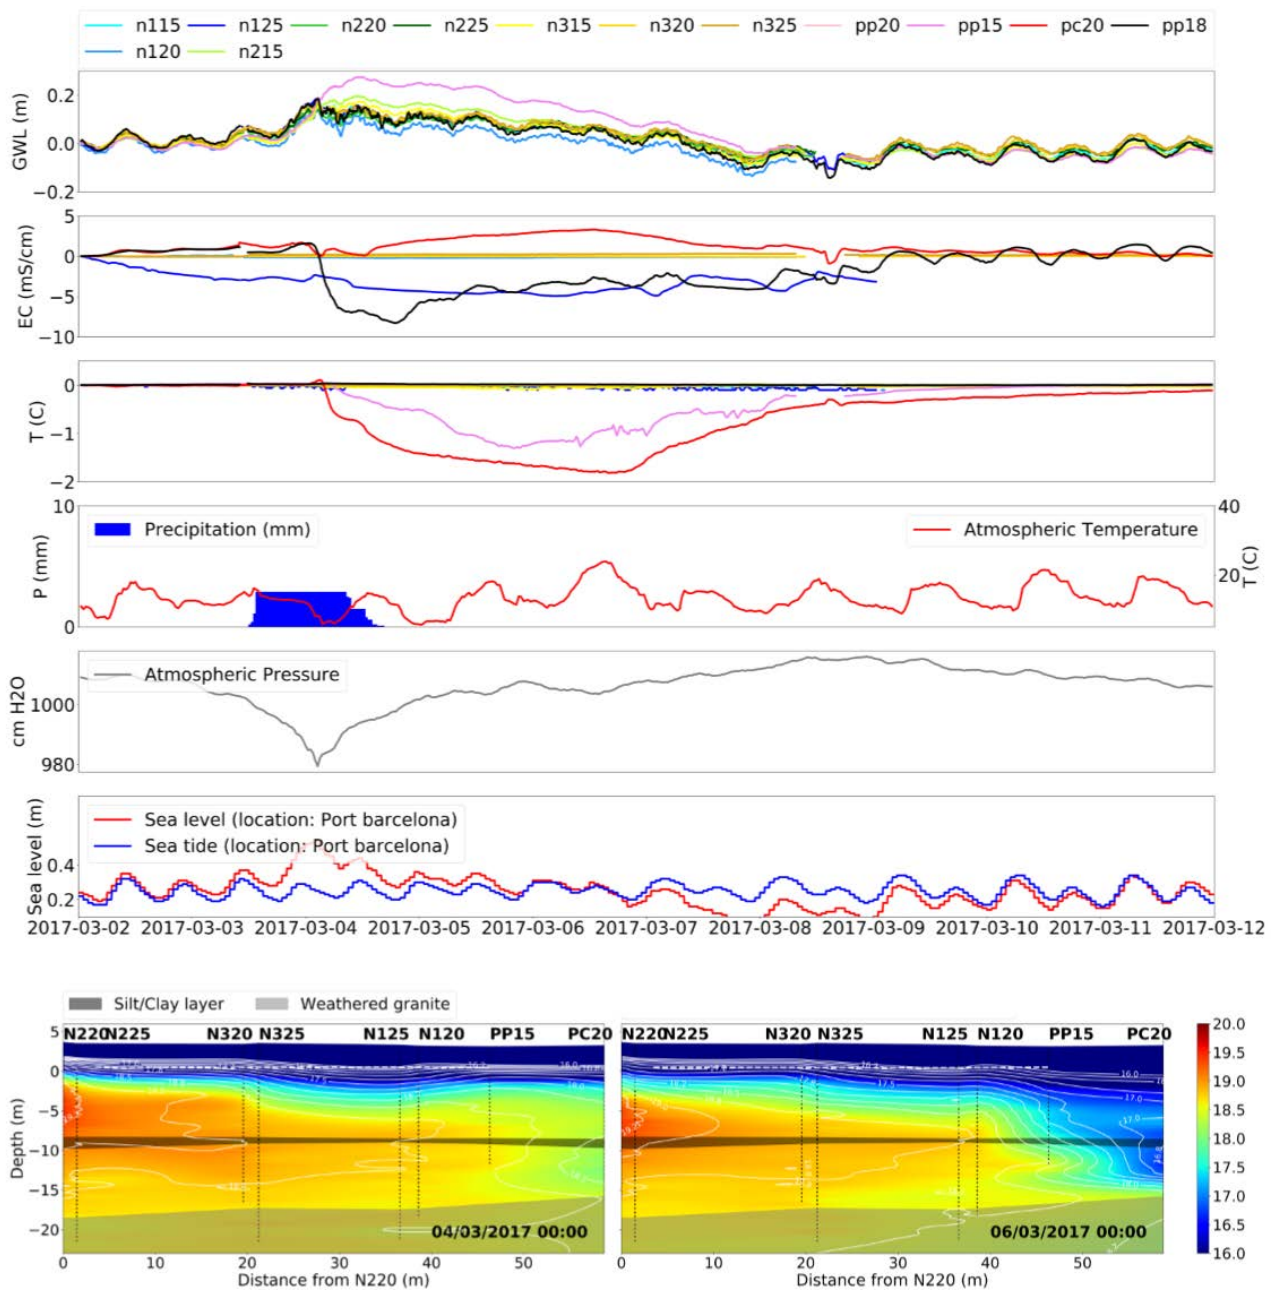 n115 n125 n220 n225 n315 n320 n325 pp20 pp15 pc20 pp18
n120 n215
GWL (m)
0.2
0.0
−0.2
EC (mS/cm)
5
0
−5
−10
T (C)
0
−1
−2
P (mm)
10
0
Precipitation (mm)
Atmospheric Temperature
40
20
T (C)
cm H2O
1000
980
Atmospheric Pressure
Sea level (m)
0.4
0.2
Sea level (location: Port barcelona)
Sea tide (location: Port barcelona)
2017-03-02 2017-03-03 2017-03-04 2017-03-05 2017-03-06 2017-03-07 2017-03-08 2017-03-09 2017-03-10 2017-03-11 2017-03-12
Silt/Clay layer Weathered granite
N220 N225 N320 N325 N125 N120 PP15 PC20
N220 N225 N320 N325 N125 N120 PP15 PC20
Depth (m)
5
0
−5
−10
−15
−20
04/03/2017 00:00
06/03/2017 00:00
16.0
17.0
17.0
0 10 20 30 40 50
0 10 20 30 40 50
Distance from N220 (m)
Distance from N220 (m)
20.0
19.5
19.0
18.5
18.0
17.5
17.0
16.5
16.0